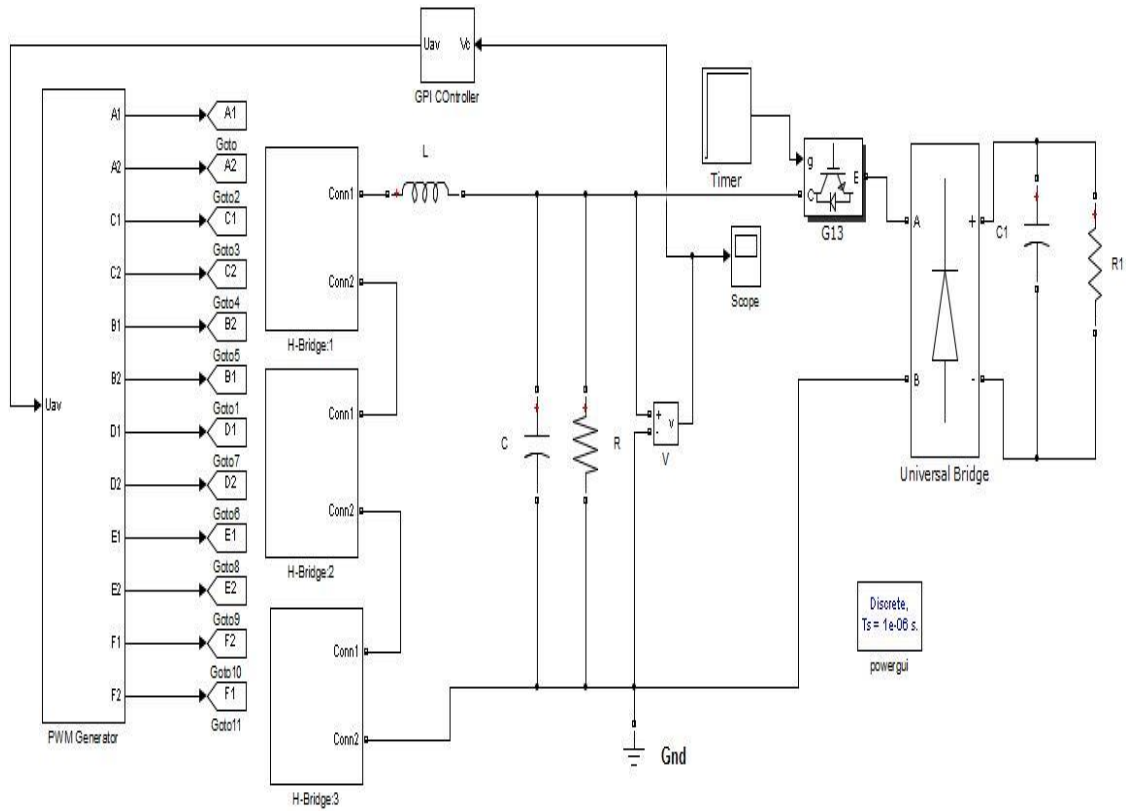 Uav Vc
GPI COntroller
A1 A1
Goto
A2 A2
Goto2
C1 C1
Goto3
C2 C2
Goto4
B1 B2
Goto5
B2 B1
Goto1
D1 D1
Goto7
D2 D2
Goto6
E1 E1
Goto8
E2 E2
Goto9
F1 F2
Goto10
F2 F1
Goto11
Uav
PWM Generator
Conn1
Conn2
H-Bridge:1
Conn1
Conn2
H-Bridge:2
Conn1
Conn2
H-Bridge:3
L
+
+
C
+
R
+
-
v
V
Scope
Timer
g
C
E
G13
A
B
+
-
Universal Bridge
+
C1
+
R1
Discrete,
Ts = 1e-06 s.
powergui
Gnd